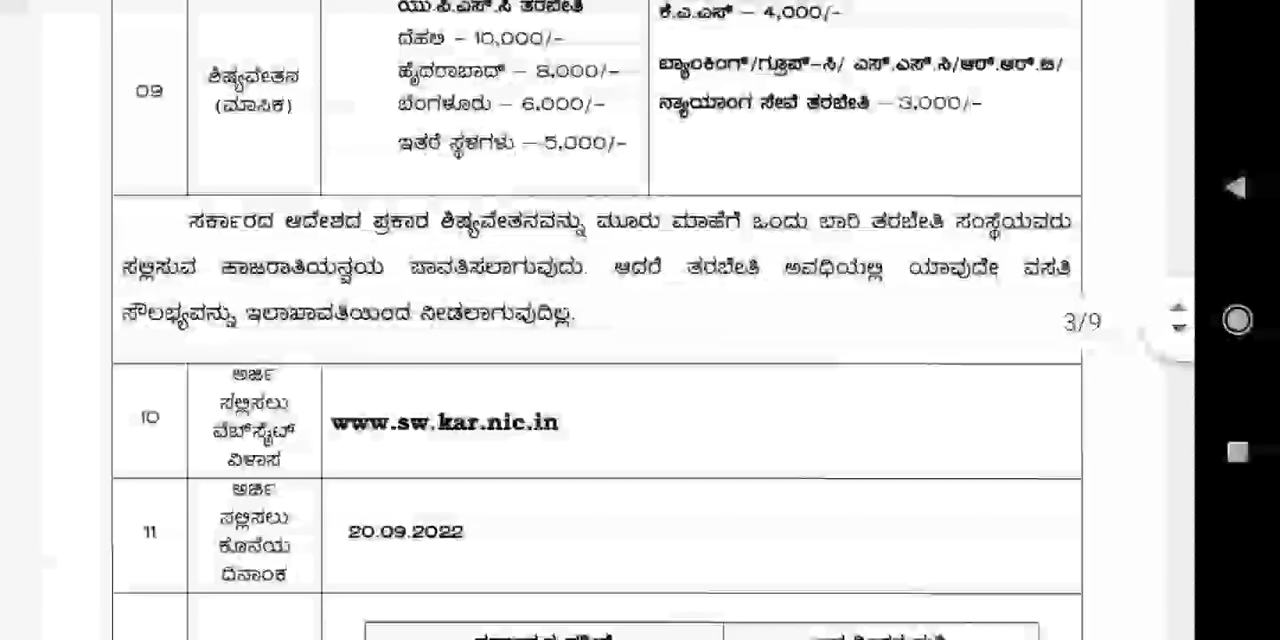 ಯು.ಪಿ.ಎಸ್.ಸಿ ತರಬೇತಿ
ದೆಹಲಿ – 10,000/-
ಹೈದರಾಬಾದ್ – 8,000/-
ಬೆಂಗಳೂರು – 6,000/-
ಇತರೆ ಸ್ಥಳಗಳು – 5,000/-
ಕೆ.ಎ.ಎಸ್ – 4,000/-
ಬ್ಯಾಂಕಿಂಗ್/ಗ್ರೂಪ್-ಸಿ/ ಎಸ್.ಎಸ್.ಸಿ/ಆರ್.ಆರ್.ಬಿ/
ನ್ಯಾಯಾಂಗ ಸೇವೆ ತರಬೇತಿ – 3,000/-
09
ಶಿಷ್ಯವೇತನ
(ಮಾಸಿಕ)
ಸರ್ಕಾರದ ಆದೇಶದ ಪ್ರಕಾರ ಶಿಷ್ಯವೇತನವನ್ನು ಮೂರು ಮಾಹೆಗೆ ಒಂದು ಬಾರಿ ತರಬೇತಿ ಸಂಸ್ಥೆಯವರು
ಸಲ್ಲಿಸುವ ಹಾಜರಾತಿಯನ್ವಯ ಪಾವತಿಸಲಾಗುವುದು. ಆದರೆ ತರಬೇತಿ ಅವಧಿಯಲ್ಲಿ ಯಾವುದೇ ವಸತಿ
ಸೌಲಭ್ಯವನ್ನು ಇಲಾಖಾವತಿಯಿಂದ ನೀಡಲಾಗುವುದಿಲ್ಲ.
3/9
10
ಅರ್ಜಿ
ಸಲ್ಲಿಸಲು
ವೆಬ್‌ಸೈಟ್
ವಿಳಾಸ
www.sw.kar.nic.in
11
ಅರ್ಜಿ
ಸಲ್ಲಿಸಲು
ಕೊನೆಯ
ದಿನಾಂಕ
20.09.2022